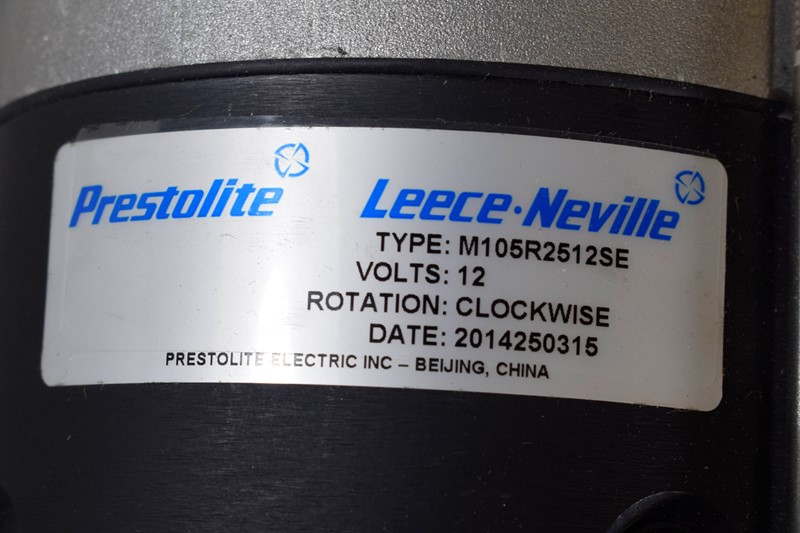 Prestolite Leece·Neville
TYPE: M105R2512SE
VOLTS: 12
ROTATION: CLOCKWISE
DATE: 2014250315
PRESTOLITE ELECTRIC INC – BEIJING, CHINA